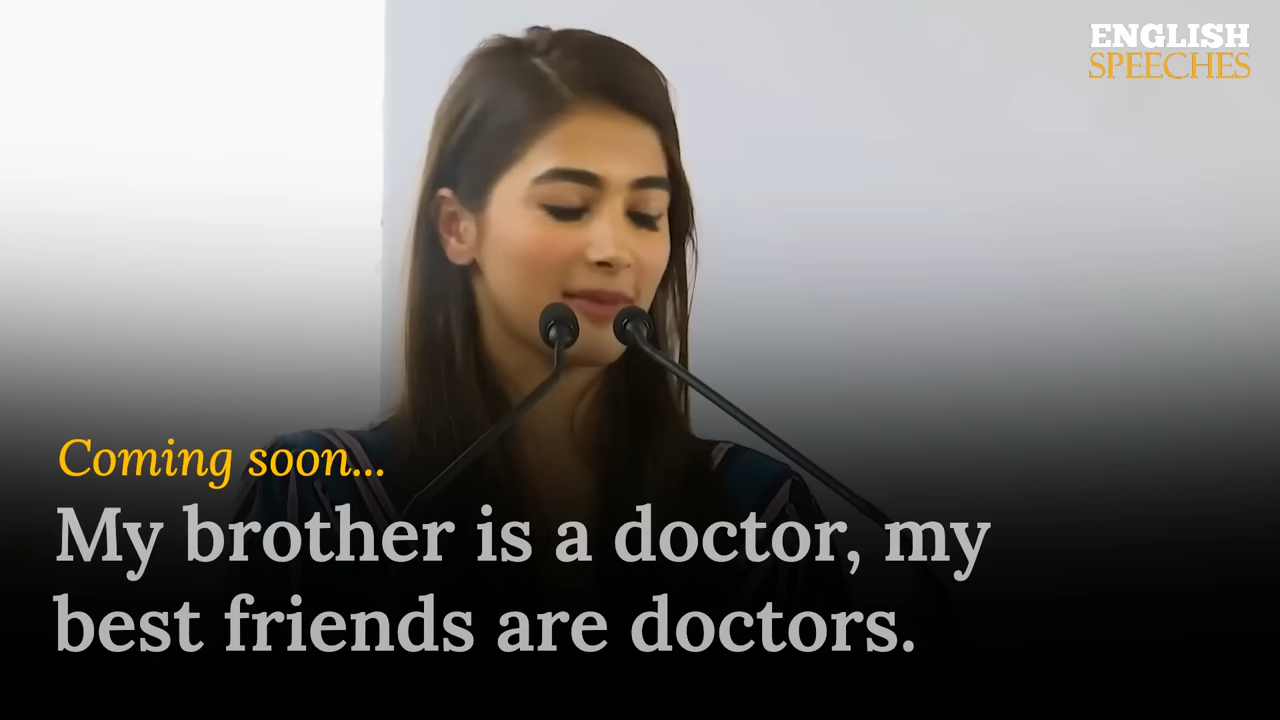 ENGLISH
SPEECHES
Coming soon...
My brother is a doctor, my
best friends are doctors.